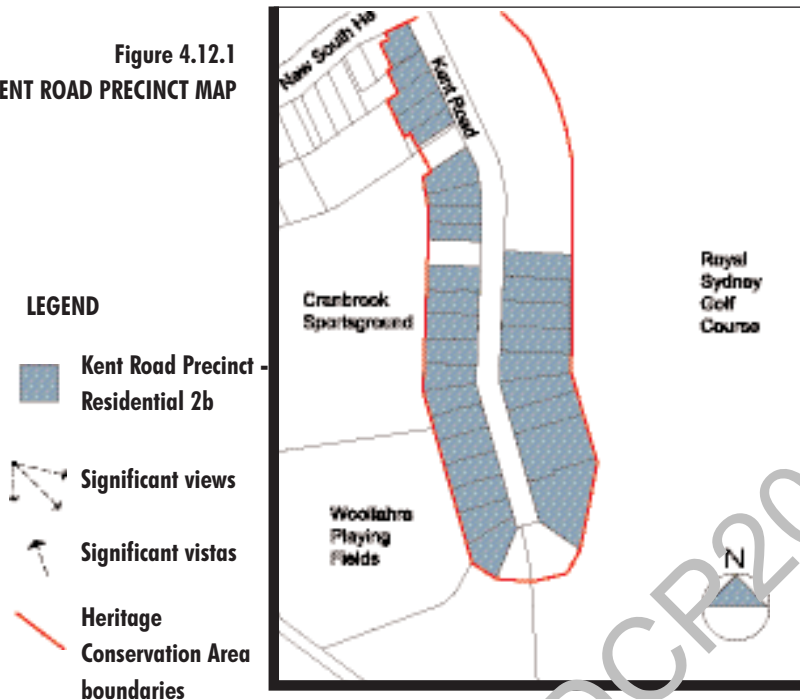 Figure 4.12.1
ENT ROAD PRECINCT MAP
LEGEND
Kent Road Precinct -
Residential 2b
Significant views
Significant vistas
Heritage
Conservation Area
boundaries
New South He
Kent Road
Cranbrook
Sportsground
Royal
Sydney
Golf
Course
Woollahra
Playing
Fields
N
DCP20